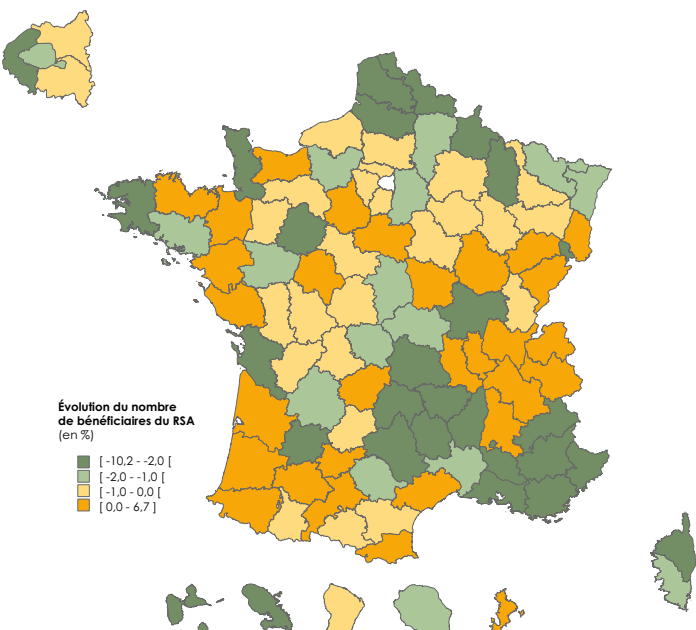 Évolution du nombre
de bénéficiaires du RSA
(en %)
[ -10,2 - -2,0 [
[ -2,0 - -1,0 [
[ -1,0 - 0,0 [
[ 0,0 - 6,7 ]